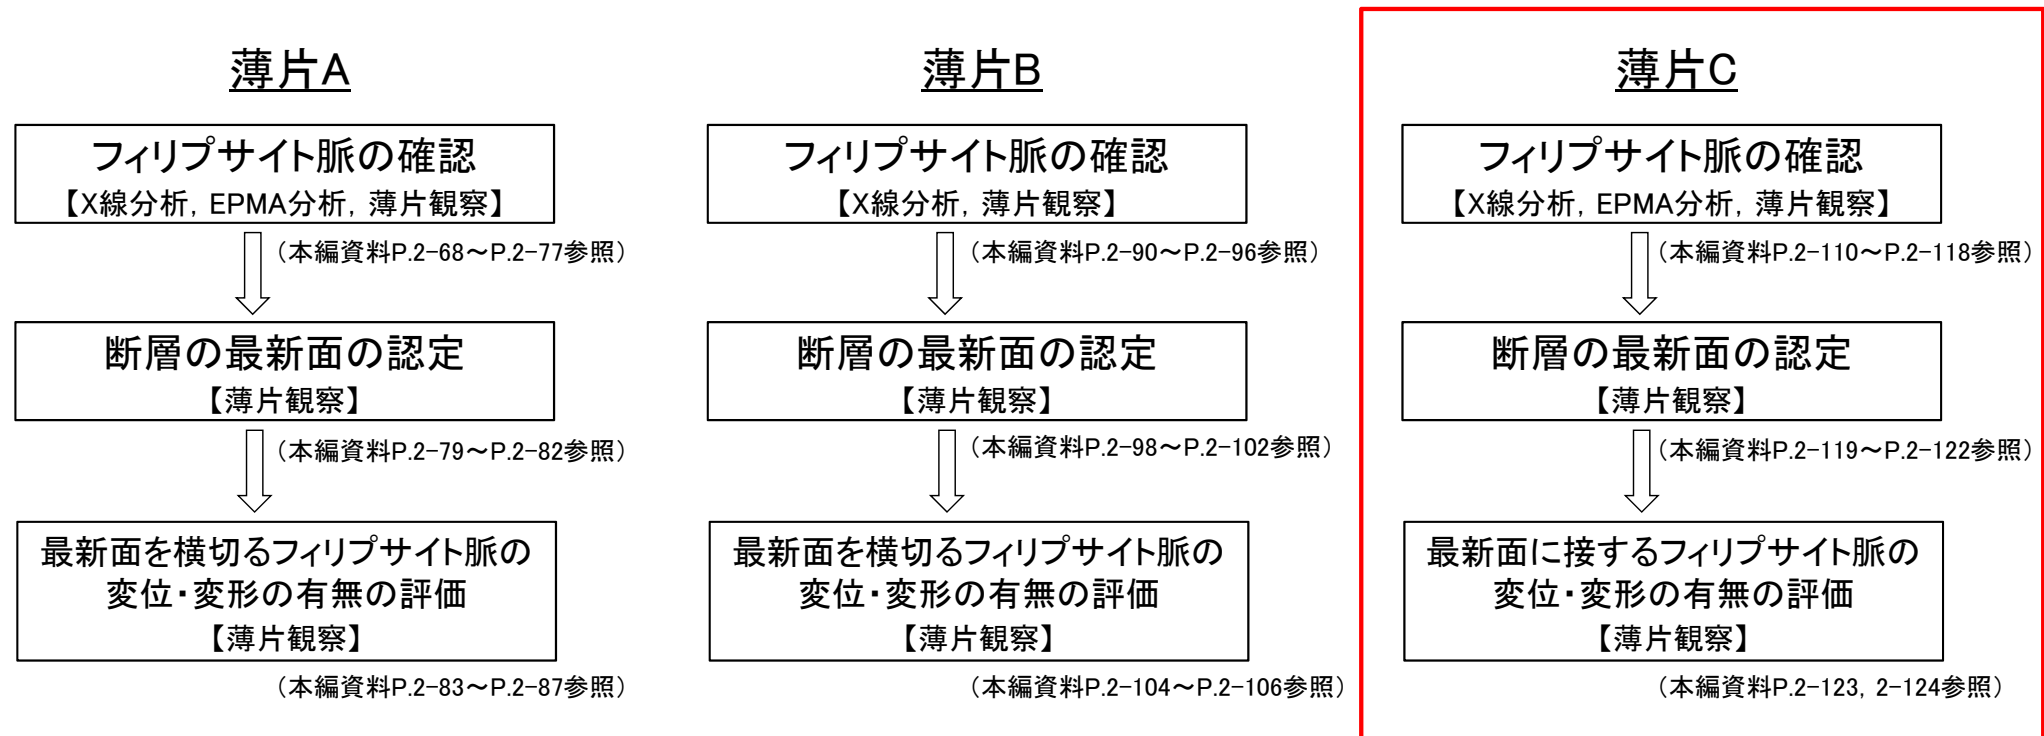 薄片A
フィリプサイト脈の確認
【X線分析，EPMA分析，薄片観察】
（本編資料P.2-68～P.2-77参照）
断層の最新面の認定
【薄片観察】
（本編資料P.2-79～P.2-82参照）
最新面を横切るフィリプサイト脈の
変位・変形の有無の評価
【薄片観察】
（本編資料P.2-83～P.2-87参照）
薄片B
フィリプサイト脈の確認
【X線分析，薄片観察】
（本編資料P.2-90～P.2-96参照）
断層の最新面の認定
【薄片観察】
（本編資料P.2-98～P.2-102参照）
最新面を横切るフィリプサイト脈の
変位・変形の有無の評価
【薄片観察】
（本編資料P.2-104～P.2-106参照）
薄片C
フィリプサイト脈の確認
【X線分析，EPMA分析，薄片観察】
（本編資料P.2-110～P.2-118参照）
断層の最新面の認定
【薄片観察】
（本編資料P.2-119～P.2-122参照）
最新面に接するフィリプサイト脈の
変位・変形の有無の評価
【薄片観察】
（本編資料P.2-123，2-124参照）